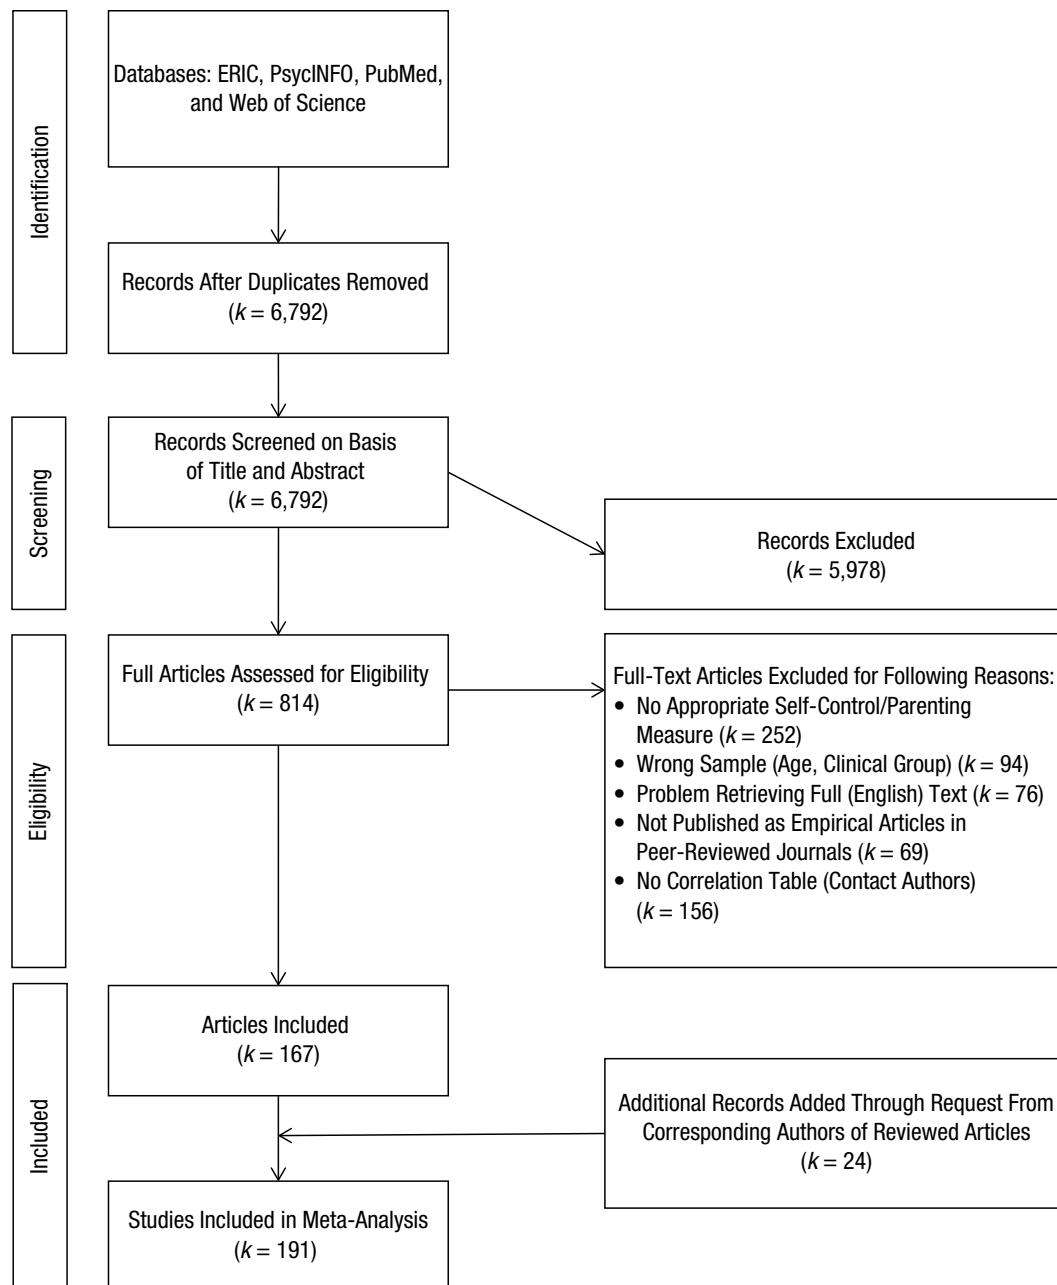 Identification
Databases: ERIC, PsycINFO, PubMed,
and Web of Science
Records After Duplicates Removed
(k = 6,792)
Screening
Records Screened on Basis
of Title and Abstract
(k = 6,792)
Records Excluded
(k = 5,978)
Eligibility
Full Articles Assessed for Eligibility
(k = 814)
Full-Text Articles Excluded for Following Reasons:
• No Appropriate Self-Control/Parenting
Measure (k = 252)
• Wrong Sample (Age, Clinical Group) (k = 94)
• Problem Retrieving Full (English) Text (k = 76)
• Not Published as Empirical Articles in
Peer-Reviewed Journals (k = 69)
• No Correlation Table (Contact Authors)
(k = 156)
Included
Articles Included
(k = 167)
Additional Records Added Through Request From
Corresponding Authors of Reviewed Articles
(k = 24)
Studies Included in Meta-Analysis
(k = 191)